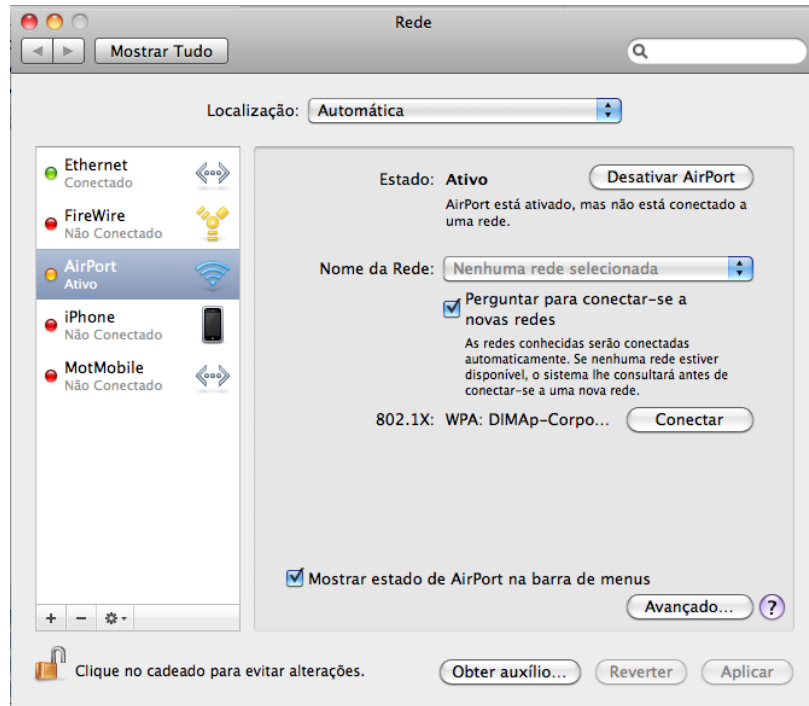 Rede
Mostrar Tudo
Localização: Automática
Ethernet
Conectado
FireWire
Não Conectado
AirPort
Ativo
iPhone
Não Conectado
MotMobile
Não Conectado
Estado: Ativo
Desativar AirPort
AirPort está ativado, mas não está conectado a
uma rede.
Nome da Rede: Nenhuma rede selecionada
Perguntar para conectar-se a
novas redes
As redes conhecidas serão conectadas
automaticamente. Se nenhuma rede estiver
disponível, o sistema lhe consultará antes de
conectar-se a uma nova rede.
802.1X: WPA: DIMAp-Corpo... Conectar
Mostrar estado de AirPort na barra de menus
Avançado... ?
Clique no cadeado para evitar alterações.
Obter auxílio... Reverter Aplicar